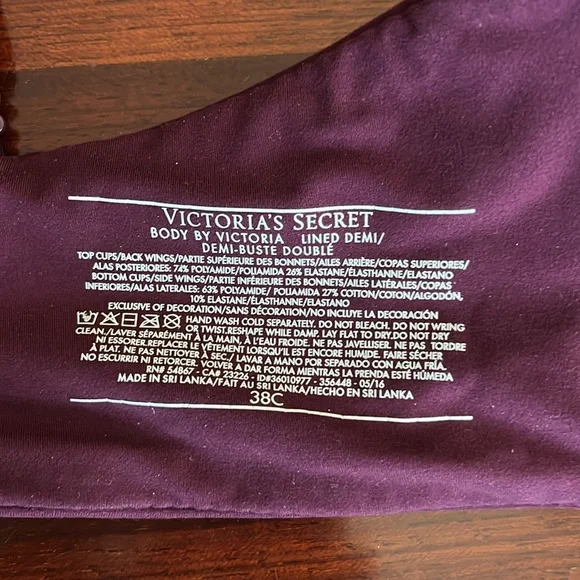 VICTORIA'S SECRET
BODY BY VICTORIA LINED DEMI/
DEMI-BUSTE DOUBLÉ
TOP CUPS/BACK WINGS/PARTIE SUPÉRIEURE DES BONNETS/AILES ARRIÈRE/COPAS SUPERIORES/
ALAS POSTERIORES: 74% POLYAMIDE/POLIAMIDA 26% ELASTANE/ÉLASTHANNE/ELASTANO
BOTTOM CUPS/SIDE WINGS/PARTIE INFÉRIEURE DES BONNETS/AILES LATÉRALES/COPAS
INFERIORES/ALAS LATERALES: 63% POLYAMIDE/ POLIAMIDA 27% COTTON/COTON/ALGODÓN,
10% ELASTANE/ÉLASTHANNE/ELASTANO
EXCLUSIVE OF DECORATION/SANS DÉCORATION/NO INCLUYE LA DECORACIÓN
HAND WASH COLD SEPARATELY. DO NOT BLEACH. DO NOT WRING
OR TWIST.RESHAPE WHILE DAMP. LAY FLAT TO DRY.DO NOT DRY
CLEAN./LAVER SÉPARÉMENT À LA MAIN, À L'EAU FROIDE. NE PAS JAVELLISER. NE PAS TORDRE
NI ESSORER.REPLACER LE VÊTEMENT LORSQU'IL EST ENCORE HUMIDE. FAIRE SÉCHER
À PLAT. NE PAS NETTOYER À SEC./ LAVAR A MANO POR SEPARADO CON AGUA FRÍA.
NO ESCURRIR NI RETORCER. VOLVER A DAR FORMA MIENTRAS LA PRENDA ESTÉ HÚMEDA
RN# 54867 - CA# 23226 - ID#36010977 - 356448 - 05/16
MADE IN SRI LANKA/FAIT AU SRI LANKA/HECHO EN SRI LANKA
38C